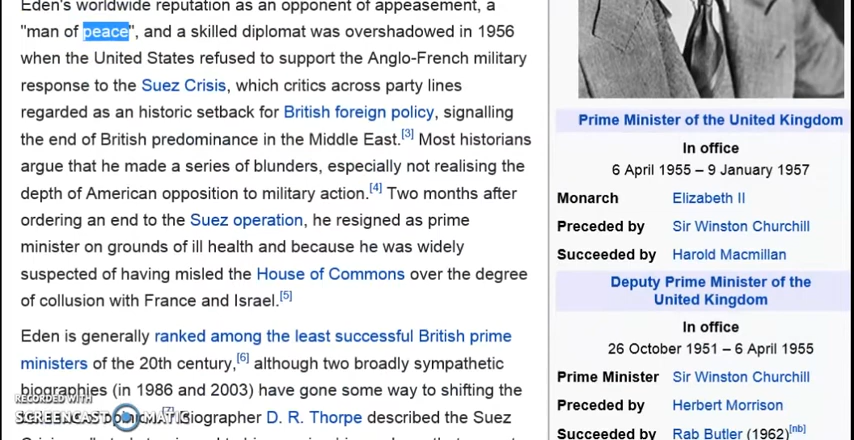 Eden's worldwide reputation as an opponent of appeasement, a
"man of peace", and a skilled diplomat was overshadowed in 1956
when the United States refused to support the Anglo-French military
response to the Suez Crisis, which critics across party lines
regarded as an historic setback for British foreign policy, signalling
the end of British predominance in the Middle East.[3] Most historians
argue that he made a series of blunders, especially not realising the
depth of American opposition to military action.[4] Two months after
ordering an end to the Suez operation, he resigned as prime
minister on grounds of ill health and because he was widely
suspected of having misled the House of Commons over the degree
of collusion with France and Israel.[5]
Eden is generally ranked among the least successful British prime
ministers of the 20th century,[6] although two broadly sympathetic
biographies (in 1986 and 2003) have gone some way to shifting the
biographer D. R. Thorpe described the Suez
RECORDED WITH
SCREENCAST MATIC
Prime Minister of the United Kingdom
In office
6 April 1955 – 9 January 1957
Monarch Elizabeth II
Preceded by Sir Winston Churchill
Succeeded by Harold Macmillan
Deputy Prime Minister of the
United Kingdom
In office
26 October 1951 – 6 April 1955
Prime Minister Sir Winston Churchill
Preceded by Herbert Morrison
Succeeded by Rab Butler (1962)[nb]